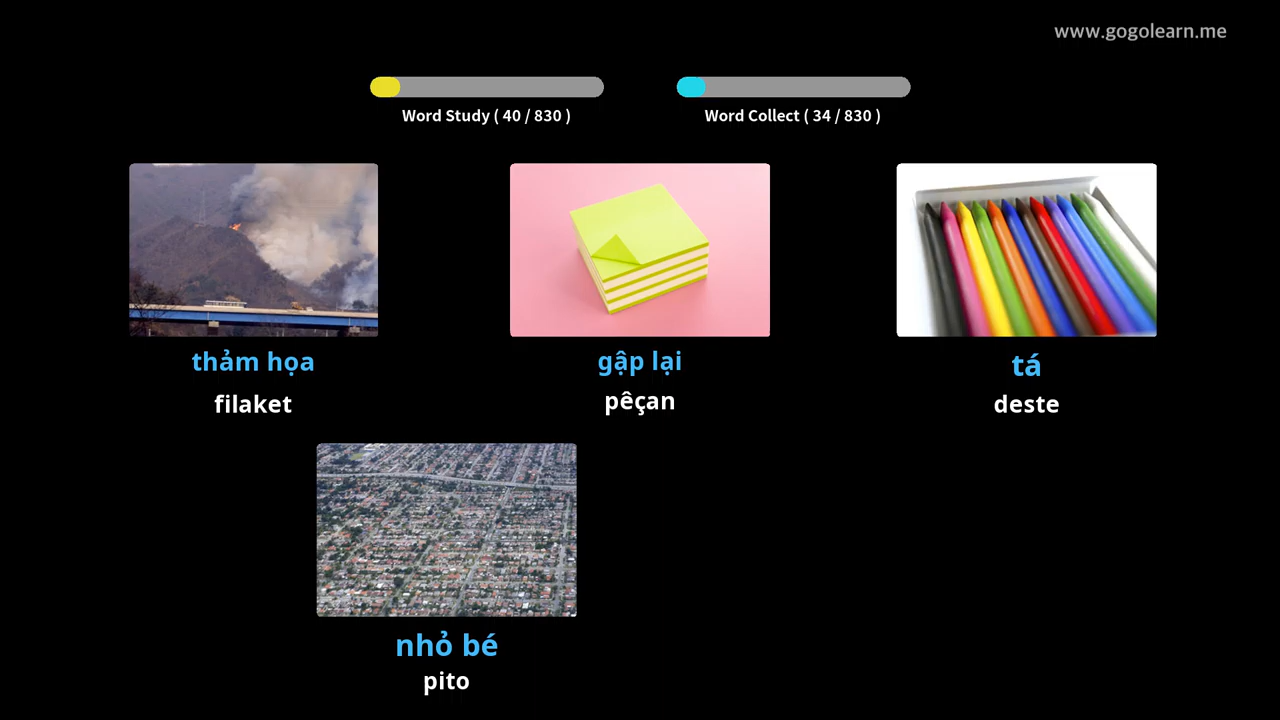 www.gogolearn.me
Word Study ( 40 / 830 )
Word Collect ( 34 / 830 )
thảm họa
filaket
gập lại
pêçan
tá
deste
nhỏ bé
pito